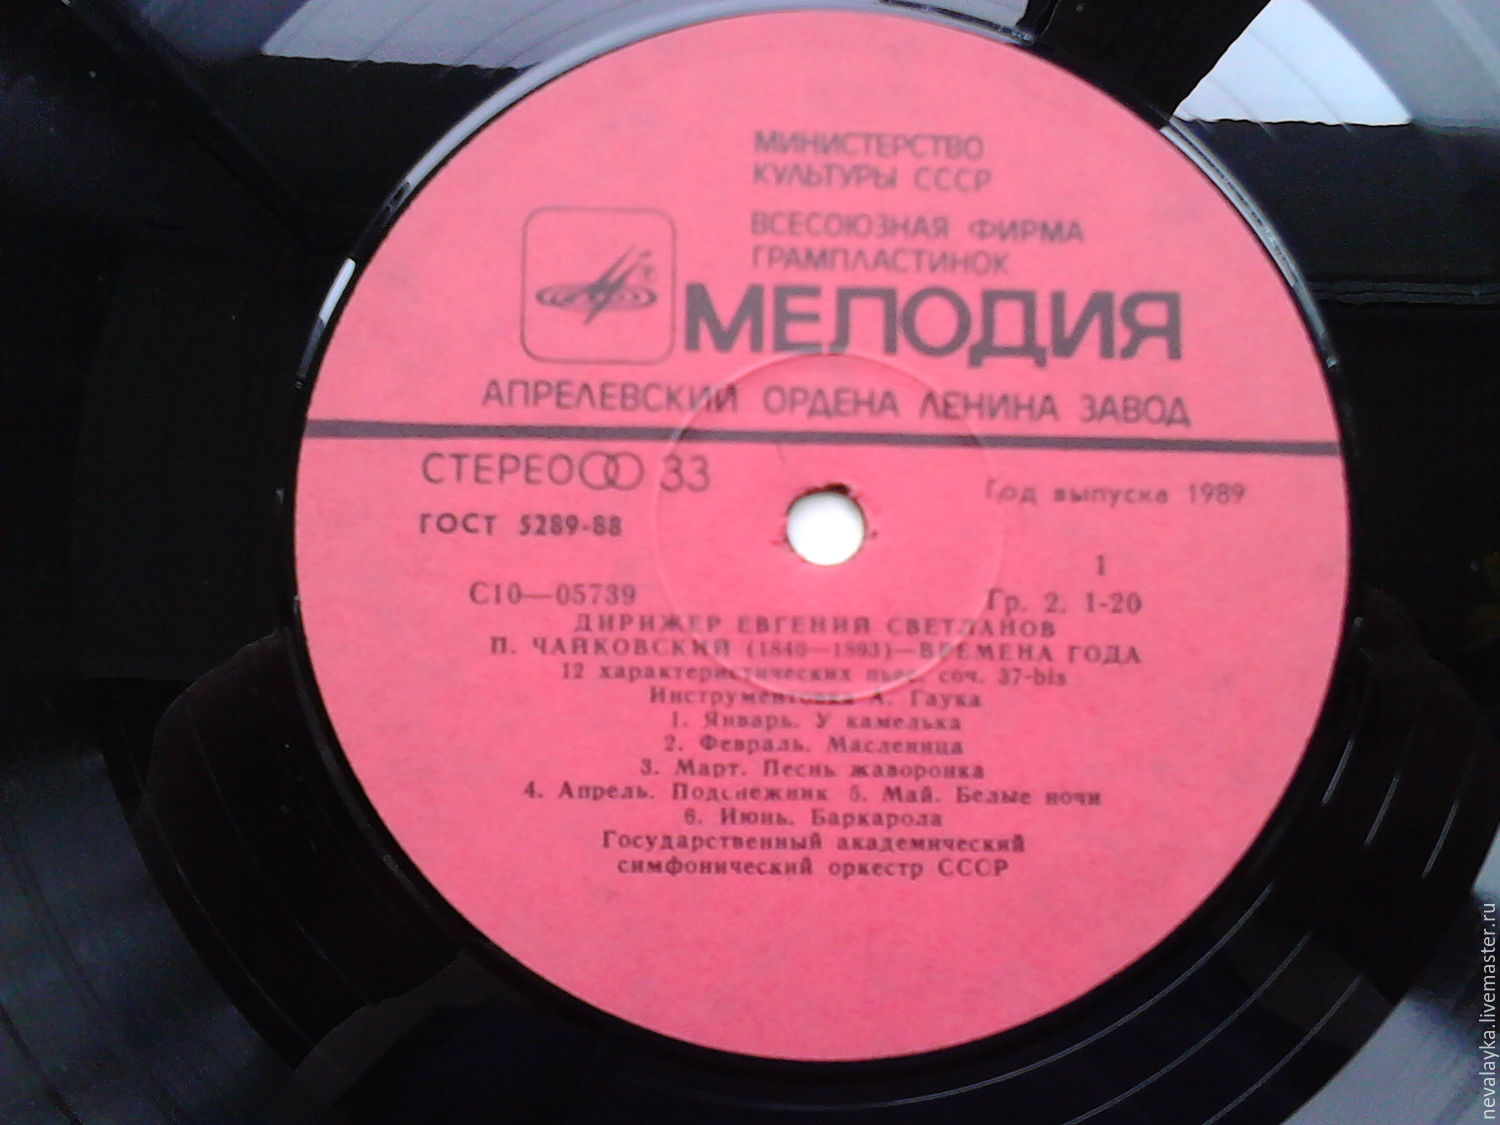 МИНИСТЕРСТВО
КУЛЬТУРЫ СССР
ВСЕСОЮЗНАЯ ФИРМА
ГРАМПЛАСТИНОК
МЕЛОДИЯ
АПРЕЛЕВСКИЙ ОРДЕНА ЛЕНИНА ЗАВОД
СТЕРЕО 33
Год выпуска 1989
ГОСТ 5289-88
1
С10—05739
Гр. 2. 1-20
ДИРИЖЕР ЕВГЕНИЙ СВЕТЛАНОВ
П. ЧАЙКОВСКИЙ (1840—1893)—ВРЕМЕНА ГОДА
12 характеристических пьес, соч. 37-bis
Инструментовка А. Гаука
1. Январь. У камелька
2. Февраль. Масленица
3. Март. Песнь жаворонка
4. Апрель. Подснежник 5. Май. Белые ночи
6. Июнь. Баркарола
Государственный академический
симфонический оркестр СССР
nevalayka.livemaster.ru